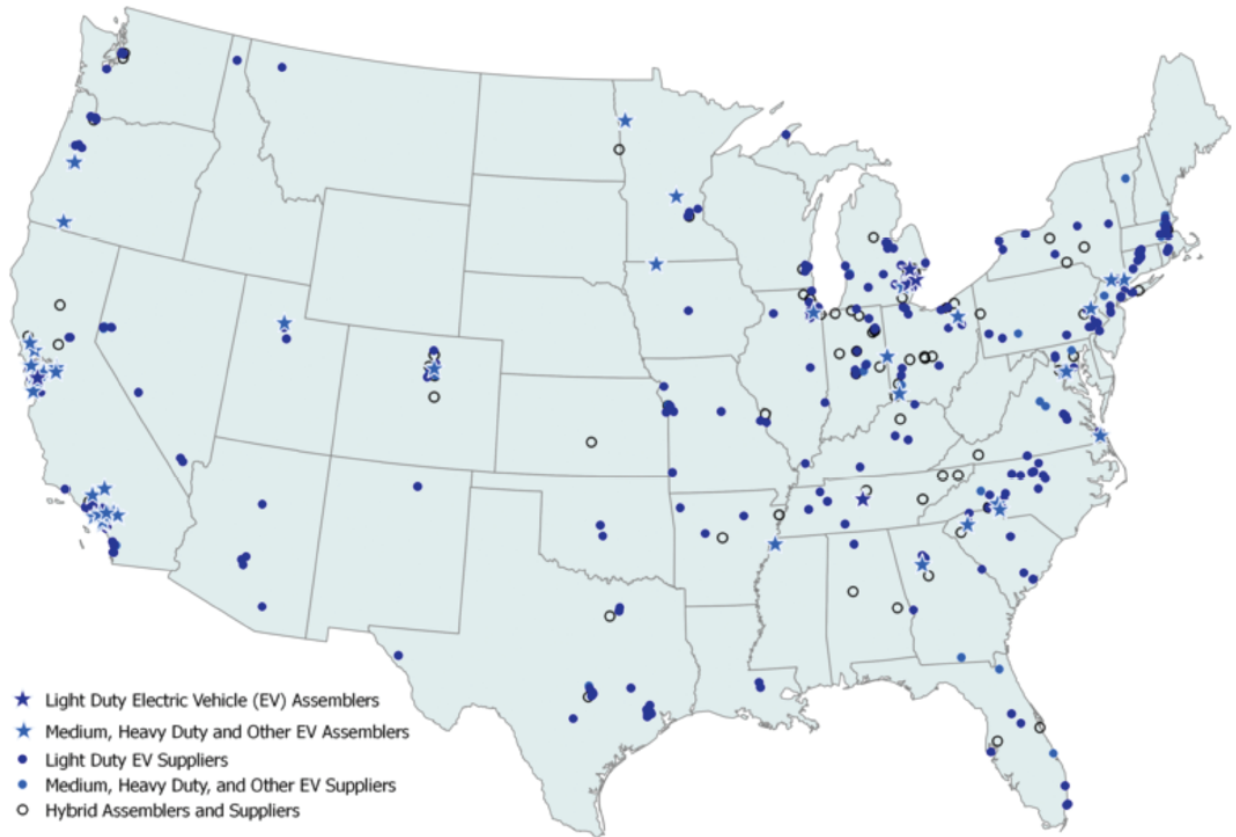 Light Duty Electric Vehicle (EV) Assemblers
Medium, Heavy Duty and Other EV Assemblers
Light Duty EV Suppliers
Medium, Heavy Duty, and Other EV Suppliers
Hybrid Assemblers and Suppliers